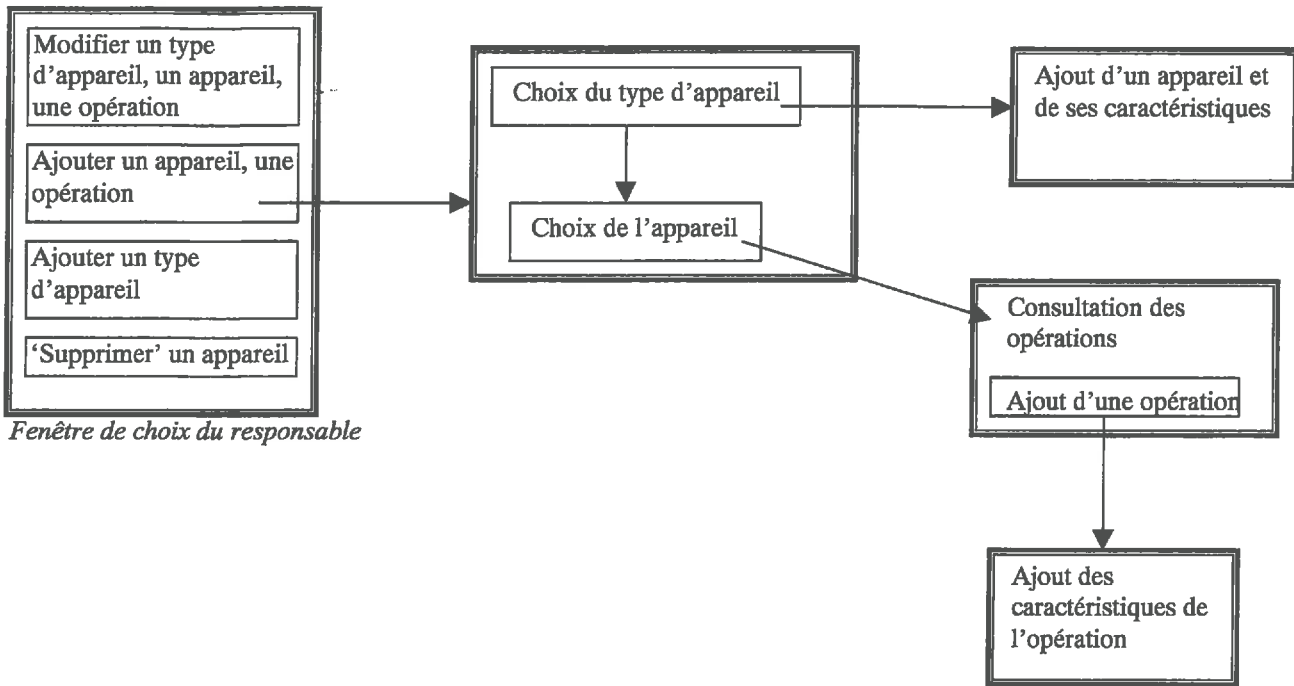 Modifier un type
d'appareil, un appareil,
une opération
Ajouter un appareil, une
opération
Ajouter un type
d'appareil
'Supprimer' un appareil
Fenêtre de choix du responsable
Choix du type d'appareil
Choix de l'appareil
Ajout d'un appareil et
de ses caractéristiques
Consultation des
opérations
Ajout d'une opération
Ajout des
caractéristiques de
l'opération